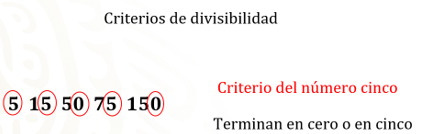 Criterios de divisibilidad
Criterio del número cinco
5 15 50 75 150
Terminan en cero o en cinco